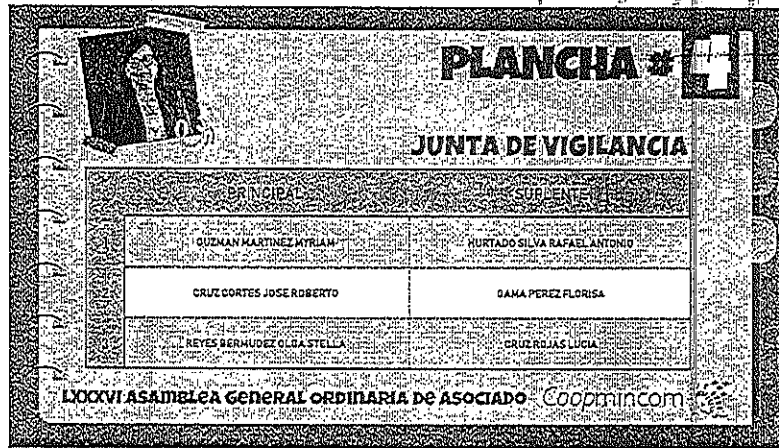 PLANCHA # 4
JUNTA DE VIGILANCIA
PRINCIPAL SUPLENTE
GUZMAN MARTINEZ MYRIAM HURTADO SILVA RAFAEL ANTONIO
CRUZ CORTES JOSE ROBERTO GAMA PEREZ FLORISA
REYES BERMUDEZ OLGA STELLA CRUZ ROJAS LUCIA
LXXXVI ASAMBLEA GENERAL ORDINARIA DE ASOCIADO Coopmincom